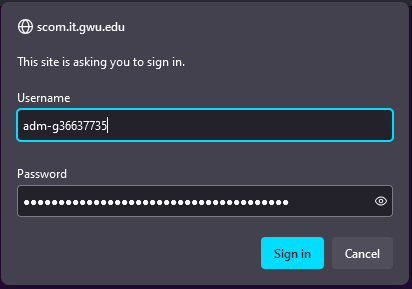 scom.it.gwu.edu
This site is asking you to sign in.
Username
adm-g36637735
Password
••••••••••••••••••••••••••••••••••••••
Sign in Cancel